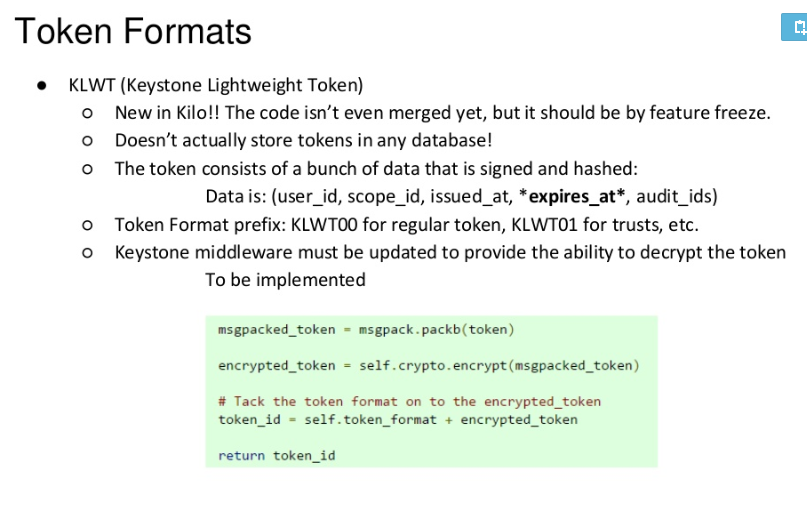 Token Formats
● KLWT (Keystone Lightweight Token)
○ New in Kilo!! The code isn't even merged yet, but it should be by feature freeze.
○ Doesn't actually store tokens in any database!
○ The token consists of a bunch of data that is signed and hashed:
Data is: (user_id, scope_id, issued_at, *expires_at*, audit_ids)
○ Token Format prefix: KLWT00 for regular token, KLWT01 for trusts, etc.
○ Keystone middleware must be updated to provide the ability to decrypt the token
To be implemented
msgpacked_token = msgpack.packb(token)
encrypted_token = self.crypto.encrypt(msgpacked_token)
# Tack the token format on to the encrypted_token
token_id = self.token_format + encrypted_token
return token_id